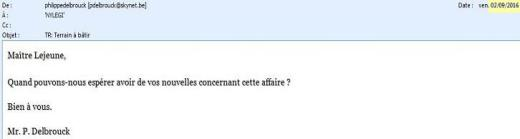 De : philippedelbrouck [pdelbrouck@skynet.be] Date : ven. 02/09/2016
À : 'NYLEGI'
Cc :
Objet : TR: Terrain à bâtir
Maître Lejeune,
Quand pouvons-nous espérer avoir de vos nouvelles concernant cette affaire ?
Bien à vous.
Mr. P. Delbrouck